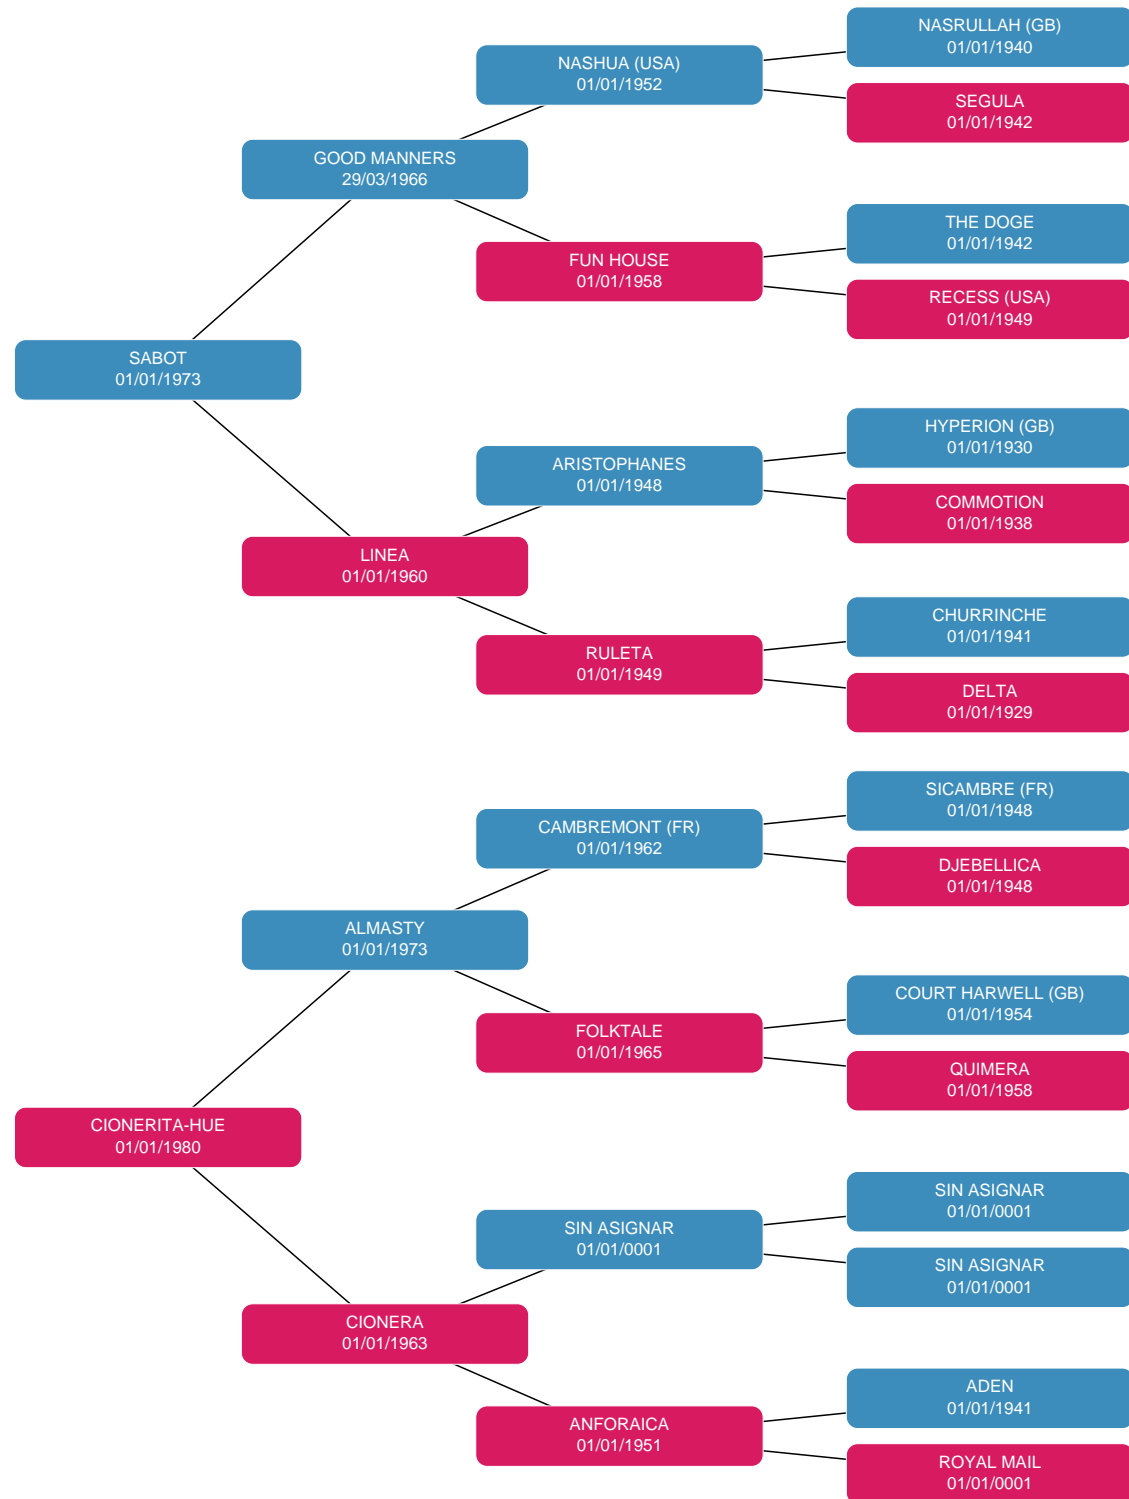 NASRULLAH (GB)
01/01/1940
NASHUA (USA)
01/01/1952
SEGULA
01/01/1942
GOOD MANNERS
29/03/1966
THE DOGE
01/01/1942
FUN HOUSE
01/01/1958
RECESS (USA)
01/01/1949
SABOT
01/01/1973
HYPERION (GB)
01/01/1930
ARISTOPHANES
01/01/1948
COMMOTION
01/01/1938
LINEA
01/01/1960
CHURRINCHE
01/01/1941
RULETA
01/01/1949
DELTA
01/01/1929
SICAMBRE (FR)
01/01/1948
CAMBREMONT (FR)
01/01/1962
DJEBELLICA
01/01/1948
ALMASTY
01/01/1973
COURT HARWELL (GB)
01/01/1954
FOLKTALE
01/01/1965
QUIMERA
01/01/1958
CIONERITA-HUE
01/01/1980
SIN ASIGNAR
01/01/0001
SIN ASIGNAR
01/01/0001
SIN ASIGNAR
01/01/0001
CIONERA
01/01/1963
ADEN
01/01/1941
ANFORAICA
01/01/1951
ROYAL MAIL
01/01/0001